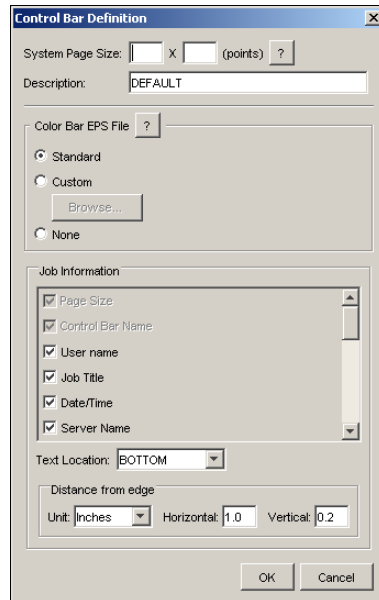 Control Bar Definition
System Page Size: X (points) ?
Description: DEFAULT
Color Bar EPS File ?
Standard
Custom
Browse...
None
Job Information
Page Size
Control Bar Name
User name
Job Title
Date/Time
Server Name
Text Location: BOTTOM
Distance from edge
Unit: Inches Horizontal: 1.0 Vertical: 0.2
OK Cancel